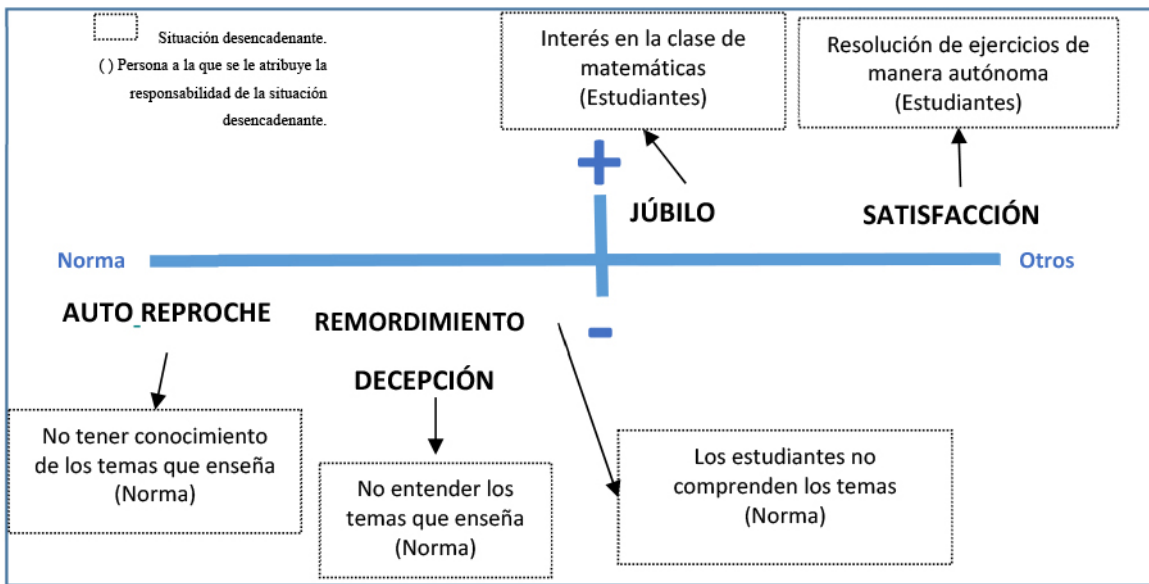 Situación desencadenante.
( ) Persona a la que se le atribuye la
responsabilidad de la situación
desencadenante.
Interés en la clase de
matemáticas
(Estudiantes)
Resolución de ejercicios de
manera autónoma
(Estudiantes)
+
JÚBILO
SATISFACCIÓN
Norma
Otros
AUTO_REPROCHE
REMORDIMIENTO
-
DECEPCIÓN
No tener conocimiento
de los temas que enseña
(Norma)
No entender los
temas que enseña
(Norma)
Los estudiantes no
comprenden los temas
(Norma)